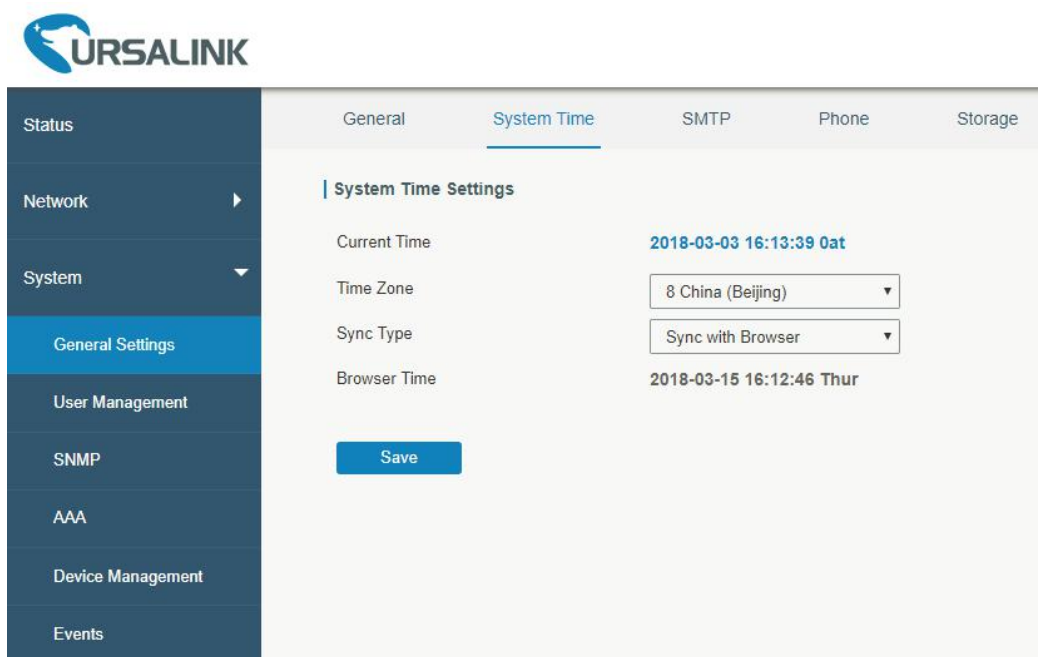 URSALINK
Status
Network
System
General Settings
User Management
SNMP
AAA
Device Management
Events
General System Time SMTP Phone Storage
System Time Settings
Current Time 2018-03-03 16:13:39 0at
Time Zone 8 China (Beijing)
Sync Type Sync with Browser
Browser Time 2018-03-15 16:12:46 Thur
Save